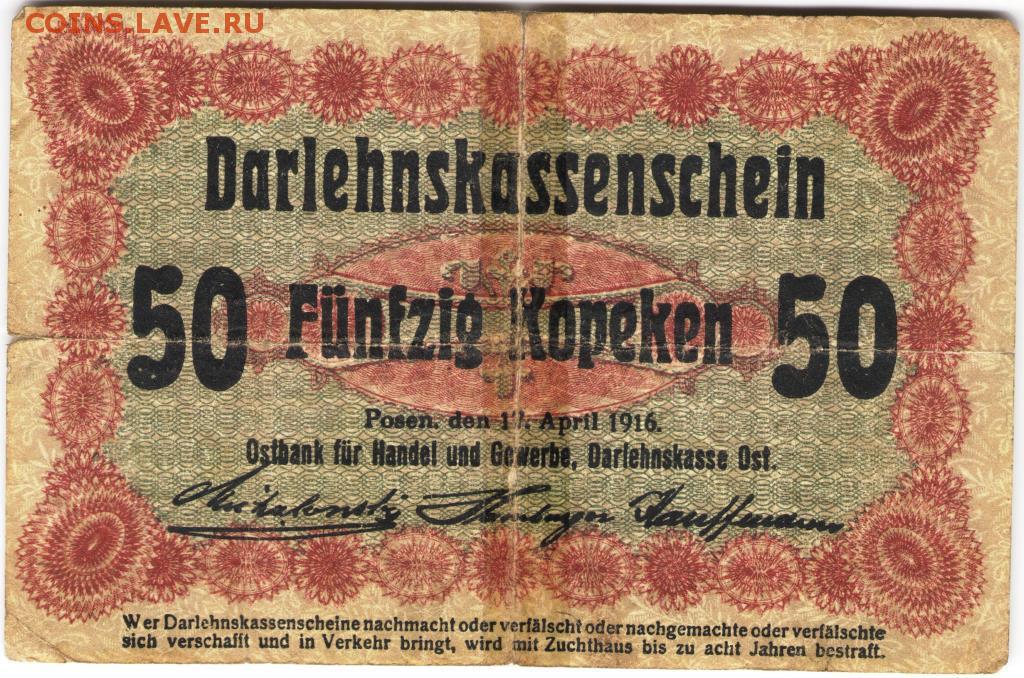 COINS.LAVE.RU
Darlehnskassenschein
50 Fünfzig Kopeken 50
Posen, den 17. April 1916.
Ostbank für Handel und Gewerbe, Darlehnskasse Ost.
Kauffmann
Wer Darlehnskassenscheine nachmacht oder verfälscht oder nachgemachte oder verfälschte
sich verschafft und in Verkehr bringt, wird mit Zuchthaus bis zu acht Jahren bestraft.